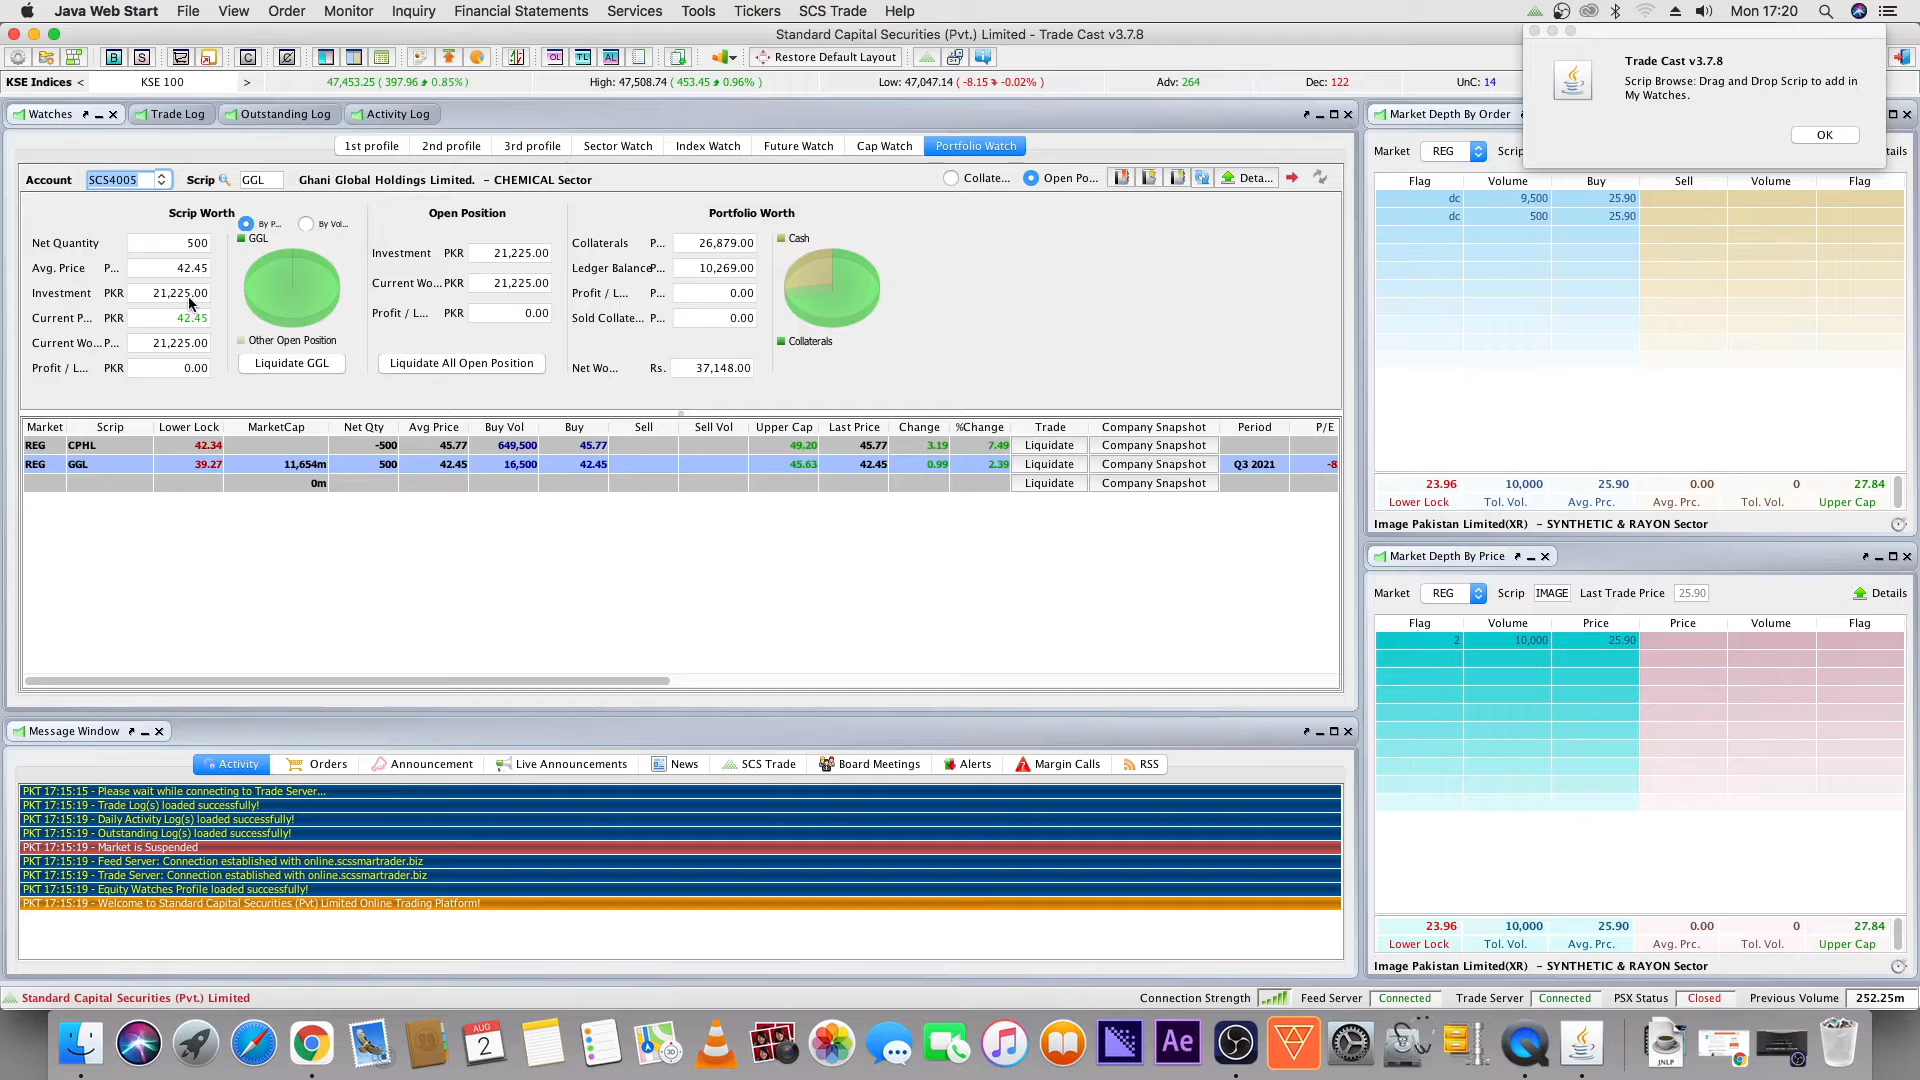 Java Web Start File View Order Monitor Inquiry Financial Statements Services Tools Tickers SCS Trade Help Mon 17:20
Standard Capital Securities (Pvt.) Limited - Trade Cast v3.7.8
B S C OL TL AL Restore Default Layout
KSE Indices < KSE 100 > 47,453.25 ( 397.96 0.85% ) High: 47,508.74 ( 453.45 0.96% ) Low: 47,047.14 ( -8.15 -0.02% ) Adv: 264 Dec: 122 UnC: 14
Trade Cast v3.7.8
Scrip Browse: Drag and Drop Scrip to add in
My Watches.
OK
Watches Trade Log Outstanding Log Activity Log
1st profile 2nd profile 3rd profile Sector Watch Index Watch Future Watch Cap Watch Portfolio Watch
Account SCS4005 Scrip GGL Ghani Global Holdings Limited. - CHEMICAL Sector Collate... Open Po... Deta...
Scrip Worth By P... By Vol... Open Position Portfolio Worth
Net Quantity 500 GGL Collaterals P... 26,879.00 Cash
Investment PKR 21,225.00
Avg. Price P... 42.45 Ledger Balance P... 10,269.00
Current Wo... PKR 21,225.00
Investment PKR 21,225.00 Profit / L... P... 0.00
Profit / L... PKR 0.00
Current P... PKR 42.45 Sold Collate... P... 0.00
Current Wo... P... 21,225.00 Other Open Position Collaterals
Profit / L... PKR 0.00 Liquidate GGL Liquidate All Open Position Net Wo... Rs. 37,148.00
Market Scrip Lower Lock MarketCap Net Qty Avg Price Buy Vol Buy Sell Sell Vol Upper Cap Last Price Change %Change Trade Company Snapshot Period P/E
REG CPHL 42.34 -500 45.77 649,500 45.77 49.20 45.77 3.19 7.49 Liquidate Company Snapshot
REG GGL 39.27 11,654m 500 42.45 16,500 42.45 45.63 42.45 0.99 2.39 Liquidate Company Snapshot Q3 2021 -8
0m Liquidate Company Snapshot
Market Depth By Order
Market REG Scrip tails
Flag Volume Buy Sell Volume Flag
dc 9,500 25.90
dc 500 25.90
23.96 10,000 25.90 0.00 0 27.84
Lower Lock Tol. Vol. Avg. Prc. Avg. Prc. Tol. Vol. Upper Cap
Image Pakistan Limited(XR) - SYNTHETIC & RAYON Sector
Market Depth By Price
Market REG Scrip IMAGE Last Trade Price 25.90 Details
Flag Volume Price Price Volume Flag
2 10,000 25.90
23.96 10,000 25.90 0.00 0 27.84
Lower Lock Tol. Vol. Avg. Prc. Avg. Prc. Tol. Vol. Upper Cap
Image Pakistan Limited(XR) - SYNTHETIC & RAYON Sector
Message Window
Activity Orders Announcement Live Announcements News SCS Trade Board Meetings Alerts Margin Calls RSS
PKT 17:15:15 - Please wait while connecting to Trade Server...
PKT 17:15:19 - Trade Log(s) loaded successfully!
PKT 17:15:19 - Daily Activity Log(s) loaded successfully!
PKT 17:15:19 - Outstanding Log(s) loaded successfully!
PKT 17:15:19 - Market is Suspended
PKT 17:15:19 - Feed Server: Connection established with online.scssmartrader.biz
PKT 17:15:19 - Trade Server: Connection established with online.scssmartrader.biz
PKT 17:15:19 - Equity Watches Profile loaded successfully!
PKT 17:15:19 - Welcome to Standard Capital Securities (Pvt) Limited Online Trading Platform!
Standard Capital Securities (Pvt.) Limited Connection Strength Feed Server Connected Trade Server Connected PSX Status Closed Previous Volume 252.25m
AUG
2
Ae
JNLP